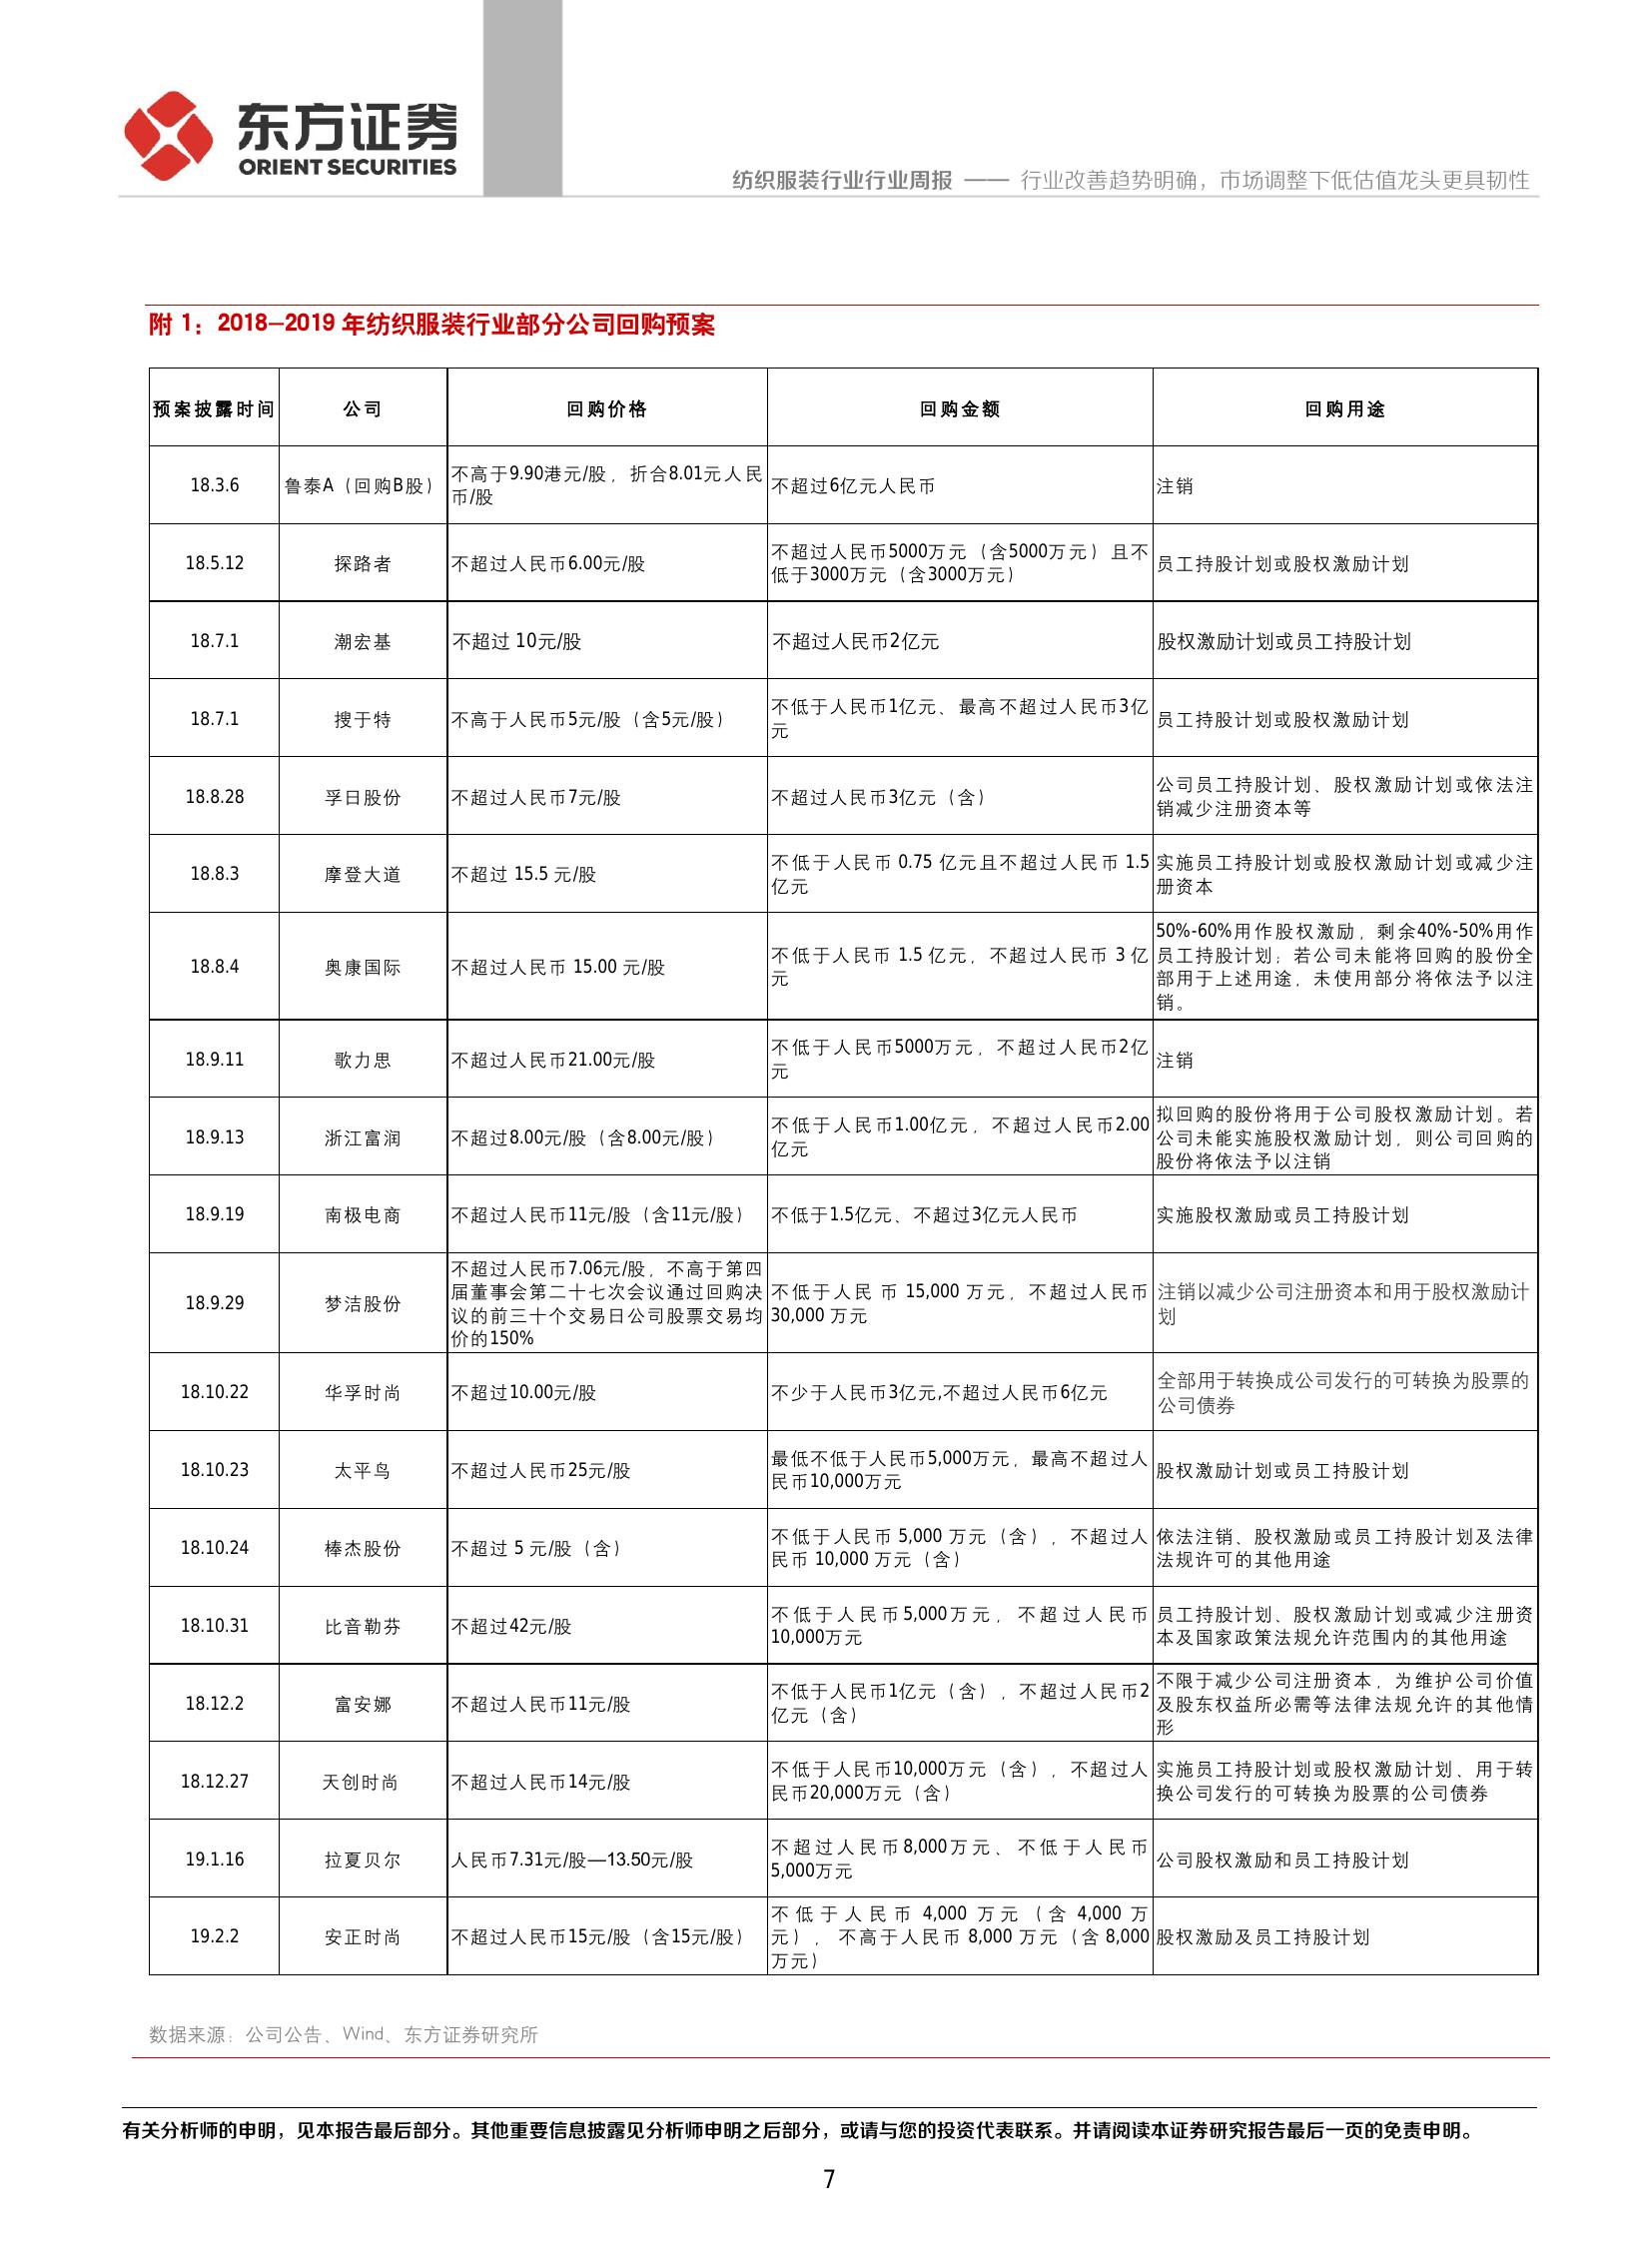 东方证券
ORIENT SECURITIES
纺织服装行业行业周报 —— 行业改善趋势明确，市场调整下低估值龙头更具韧性
附 1：2018—2019 年纺织服装行业部分公司回购预案
预案披露时间 公司 回购价格 回购金额 回购用途
18.3.6 鲁泰A（回购B股） 不高于9.90港元/股，折合8.01元人民
币/股 不超过6亿元人民币 注销
18.5.12 探路者 不超过人民币6.00元/股 不超过人民币5000万元（含5000万元）且不
低于3000万元（含3000万元） 员工持股计划或股权激励计划
18.7.1 潮宏基 不超过 10元/股 不超过人民币2亿元 股权激励计划或员工持股计划
18.7.1 搜于特 不高于人民币5元/股（含5元/股） 不低于人民币1亿元、最高不超过人民币3亿
元 员工持股计划或股权激励计划
18.8.28 孚日股份 不超过人民币7元/股 不超过人民币3亿元（含） 公司员工持股计划、股权激励计划或依法注
销减少注册资本等
18.8.3 摩登大道 不超过 15.5 元/股 不低于人民币 0.75 亿元且不超过人民币 1.5
亿元 实施员工持股计划或股权激励计划或减少注
册资本
18.8.4 奥康国际 不超过人民币 15.00 元/股 不低于人民币 1.5 亿元，不超过人民币 3 亿
元 50%-60%用作股权激励，剩余40%-50%用作
员工持股计划；若公司未能将回购的股份全
部用于上述用途，未使用部分将依法予以注
销。
18.9.11 歌力思 不超过人民币21.00元/股 不低于人民币5000万元，不超过人民币2亿
元 注销
18.9.13 浙江富润 不超过8.00元/股（含8.00元/股） 不低于人民币1.00亿元，不超过人民币2.00
亿元 拟回购的股份将用于公司股权激励计划。若
公司未能实施股权激励计划，则公司回购的
股份将依法予以注销
18.9.19 南极电商 不超过人民币11元/股（含11元/股） 不低于1.5亿元、不超过3亿元人民币 实施股权激励或员工持股计划
18.9.29 梦洁股份 不超过人民币7.06元/股，不高于第四
届董事会第二十七次会议通过回购决
议的前三十个交易日公司股票交易均
价的150% 不低于人民 币 15,000 万元，不超过人民币
30,000 万元 注销以减少公司注册资本和用于股权激励计
划
18.10.22 华孚时尚 不超过10.00元/股 不少于人民币3亿元,不超过人民币6亿元 全部用于转换成公司发行的可转换为股票的
公司债券
18.10.23 太平鸟 不超过人民币25元/股 最低不低于人民币5,000万元，最高不超过人
民币10,000万元 股权激励计划或员工持股计划
18.10.24 棒杰股份 不超过 5 元/股（含） 不低于人民币 5,000 万元（含），不超过人
民币 10,000 万元（含） 依法注销、股权激励或员工持股计划及法律
法规许可的其他用途
18.10.31 比音勒芬 不超过42元/股 不低于人民币5,000万元，不超过人民币
10,000万元 员工持股计划、股权激励计划或减少注册资
本及国家政策法规允许范围内的其他用途
18.12.2 富安娜 不超过人民币11元/股 不低于人民币1亿元（含），不超过人民币2
亿元（含） 不限于减少公司注册资本，为维护公司价值
及股东权益所必需等法律法规允许的其他情
形
18.12.27 天创时尚 不超过人民币14元/股 不低于人民币10,000万元（含），不超过人
民币20,000万元（含） 实施员工持股计划或股权激励计划、用于转
换公司发行的可转换为股票的公司债券
19.1.16 拉夏贝尔 人民币7.31元/股—13.50元/股 不超过人民币8,000万元、不低于人民币
5,000万元 公司股权激励和员工持股计划
19.2.2 安正时尚 不超过人民币15元/股（含15元/股） 不低于人民币 4,000 万元（含 4,000 万
元），不高于人民币 8,000 万元（含 8,000
万元） 股权激励及员工持股计划
数据来源：公司公告、Wind、东方证券研究所
有关分析师的申明，见本报告最后部分。其他重要信息披露见分析师申明之后部分，或请与您的投资代表联系。并请阅读本证券研究报告最后一页的免责申明。
7